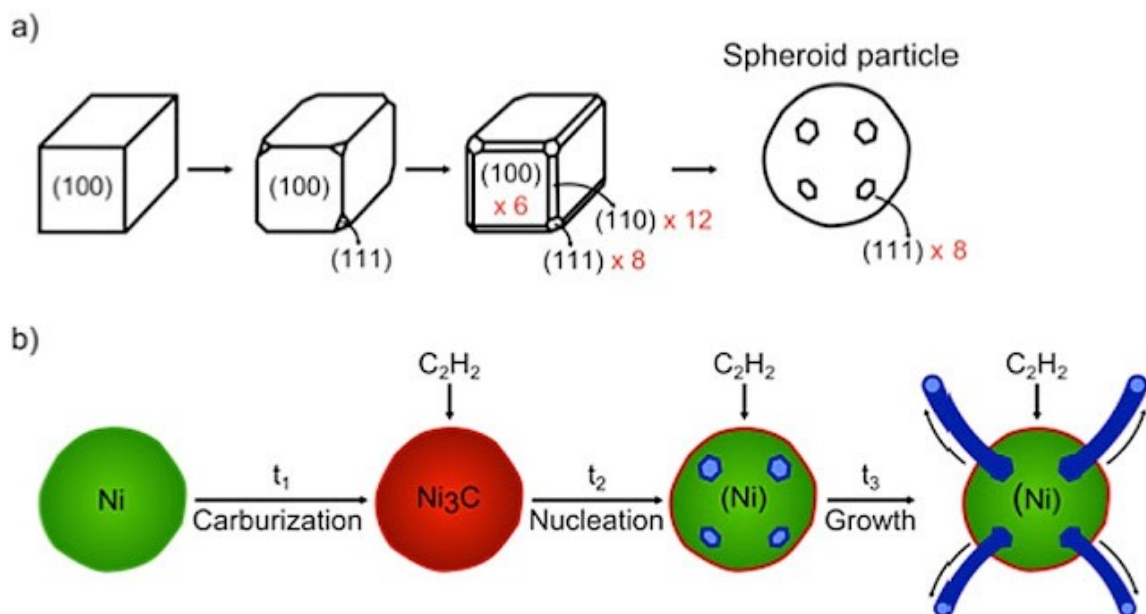 a)
Spheroid particle
(100)
(100)
(111)
(100)
x 6
(110) x 12
(111) x 8
(111) x 8
b)
C₂H₂
C₂H₂
C₂H₂
Ni
t₁
Carburization
Ni₃C
t₂
Nucleation
(Ni)
t₃
Growth
(Ni)